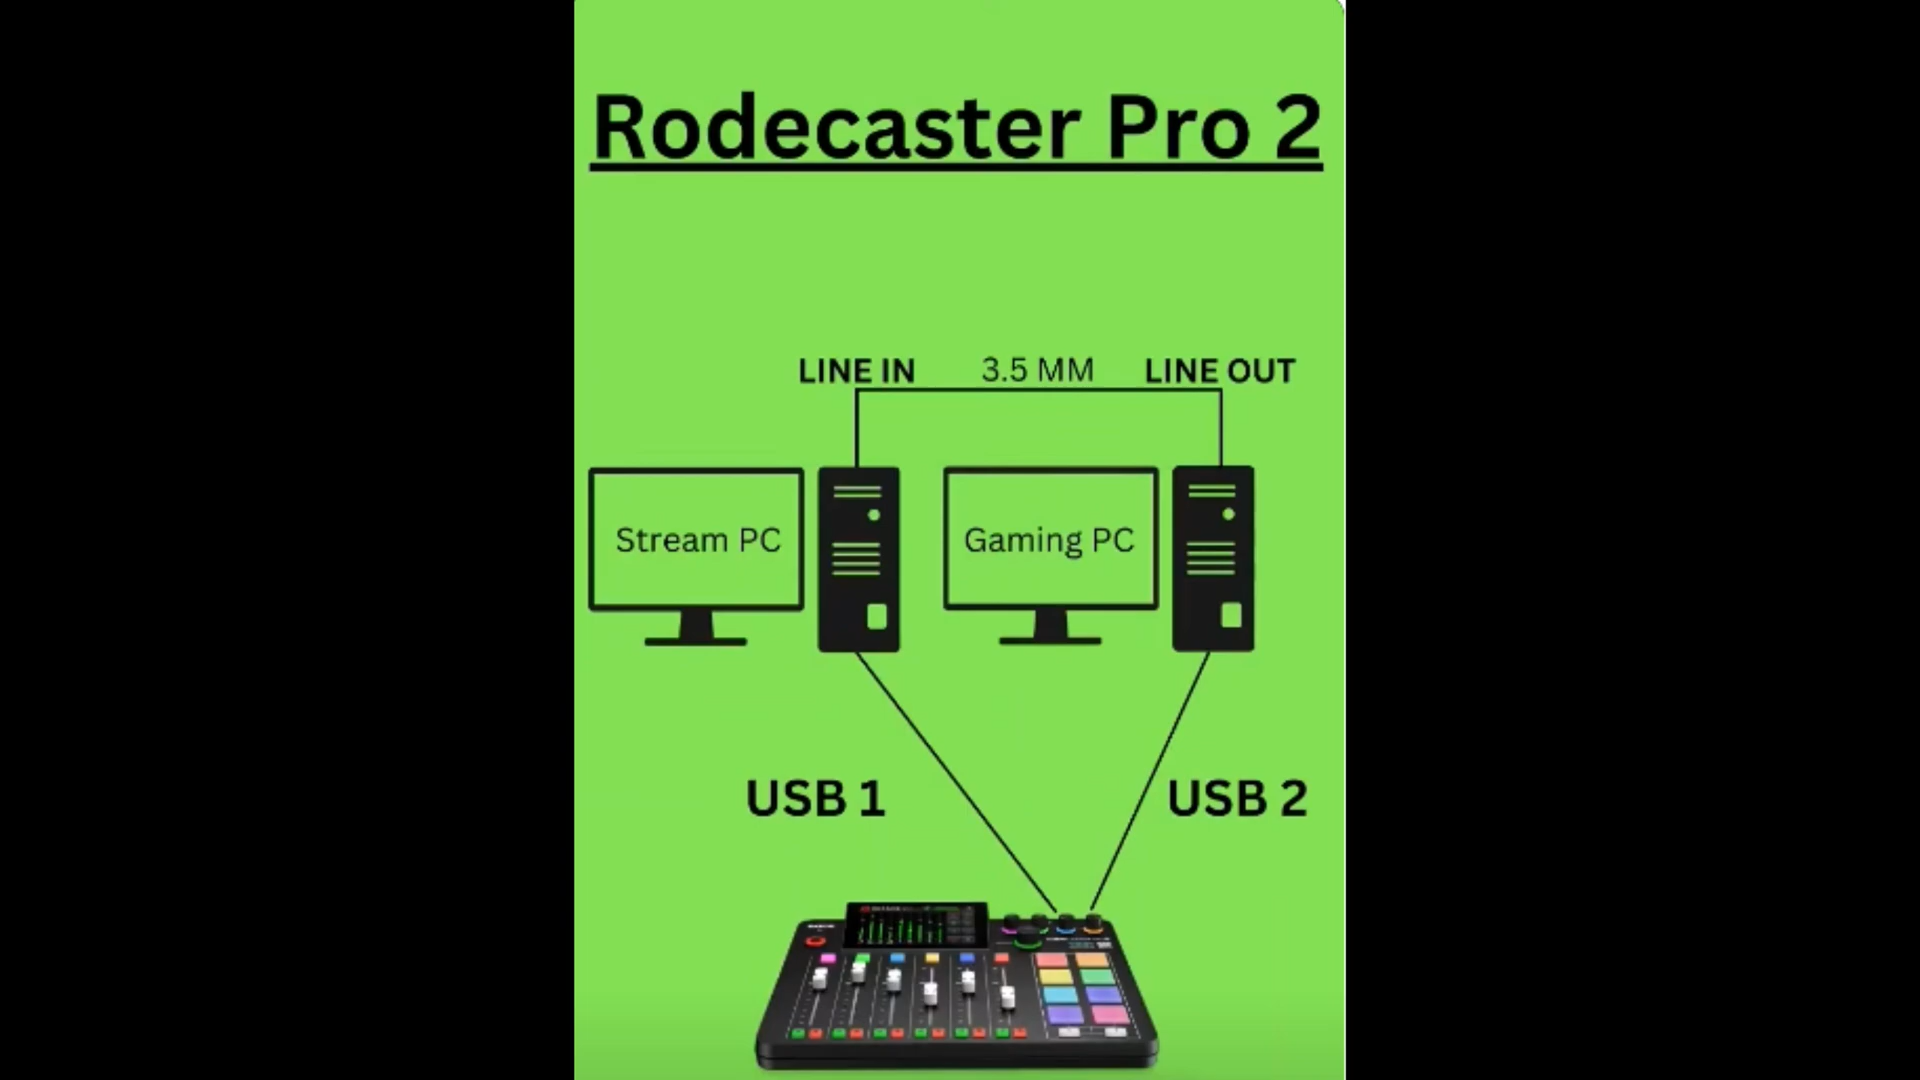 Rodecaster Pro 2
LINE IN 3.5 MM LINE OUT
Stream PC Gaming PC
USB 1 USB 2